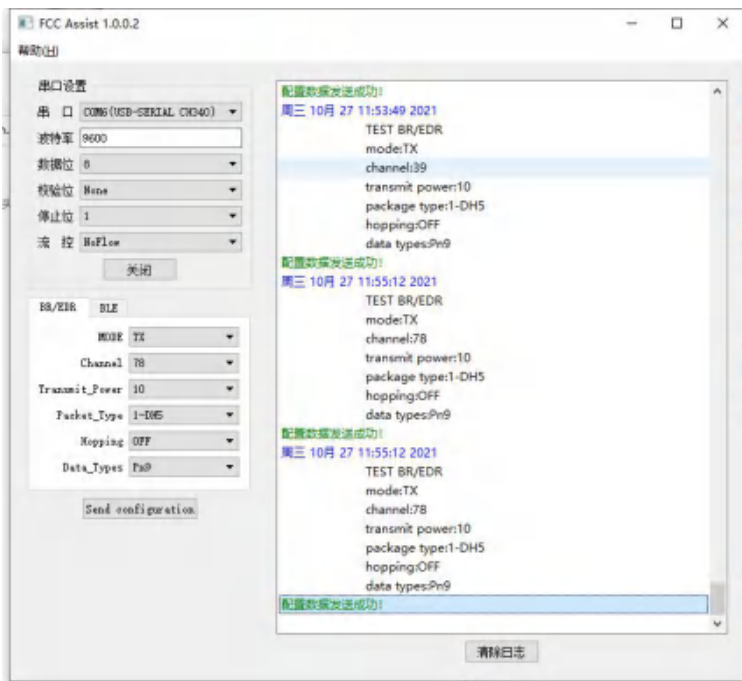 FCC Assist 1.0.0.2
帮助(H)
串口设置
串 口 COM6(USB-SERIAL CH340)
波特率 9600
数据位 8
校验位 None
停止位 1
流 控 NoFlow
关闭
BR/EDR BLE
MODE TX
Channel 78
Transmit_Power 10
Packet_Type 1-DH5
Hopping OFF
Data_Types Pn9
Send configuration
配置数据发送成功!
周三 10月 27 11:53:49 2021
TEST BR/EDR
mode:TX
channel:39
transmit power:10
package type:1-DH5
hopping:OFF
data types:Pn9
配置数据发送成功!
周三 10月 27 11:55:12 2021
TEST BR/EDR
mode:TX
channel:78
transmit power:10
package type:1-DH5
hopping:OFF
data types:Pn9
配置数据发送成功!
周三 10月 27 11:55:12 2021
TEST BR/EDR
mode:TX
channel:78
transmit power:10
package type:1-DH5
hopping:OFF
data types:Pn9
配置数据发送成功!
清除日志